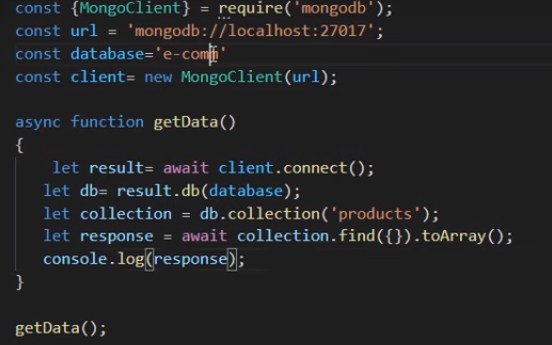 const {MongoClient} = require('mongodb');
const url = 'mongodb://localhost:27017';
const database='e-comm'
const client= new MongoClient(url);
async function getData()
{
let result= await client.connect();
let db= result.db(database);
let collection = db.collection('products');
let response = await collection.find({}).toArray();
console.log(response);
}
getData();